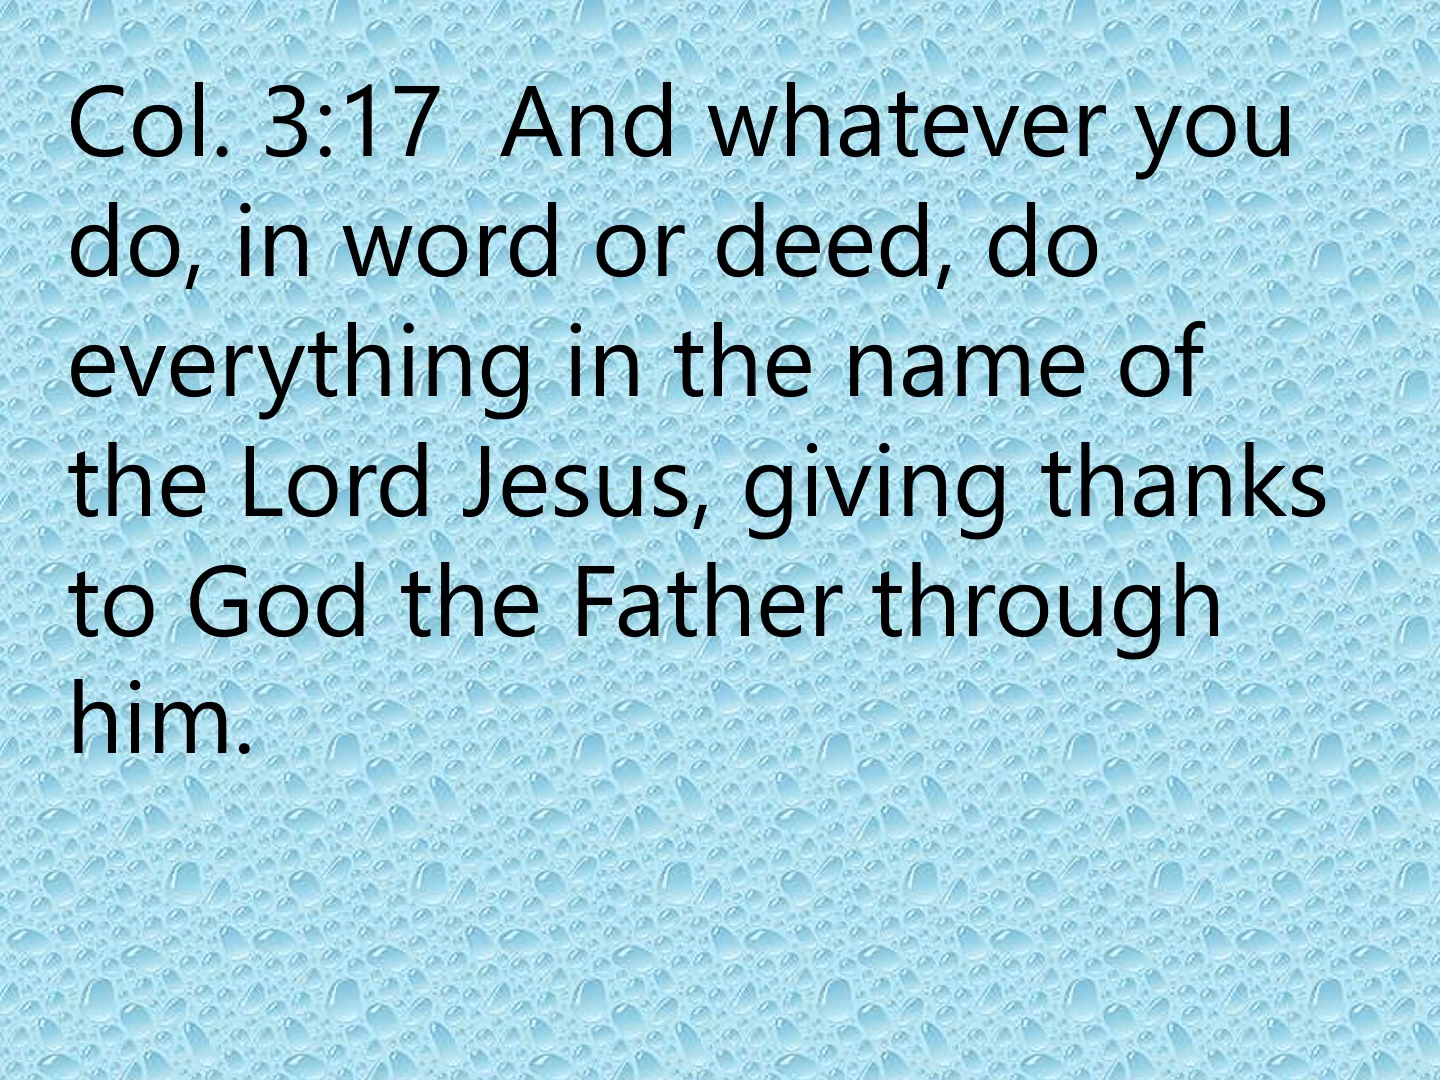 Col. 3:17  And whatever you
do, in word or deed, do
everything in the name of
the Lord Jesus, giving thanks
to God the Father through
him.